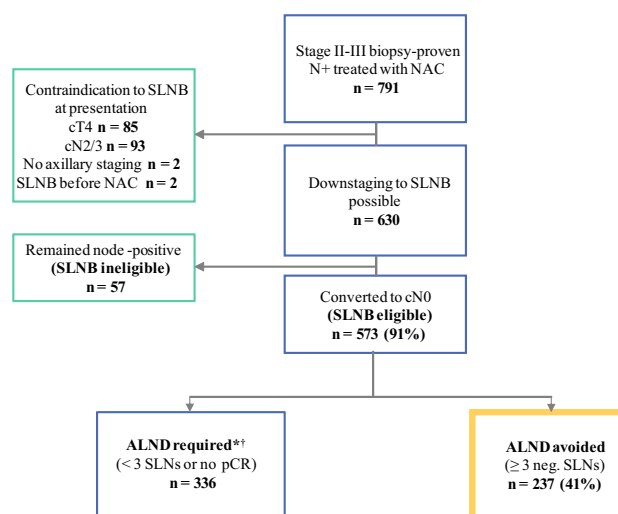 Stage II-III biopsy-proven
N+ treated with NAC
n = 791
Contraindication to SLNB
at presentation
cT4 n = 85
cN2/3 n = 93
No axillary staging n = 2
SLNB before NAC n = 2
Downstaging to SLNB
possible
n = 630
Remained node -positive
(SLNB ineligible)
n = 57
Converted to cN0
(SLNB eligible)
n = 573 (91%)
ALND required*†
(< 3 SLNs or no pCR)
n = 336
ALND avoided
(≥ 3 neg. SLNs)
n = 237 (41%)